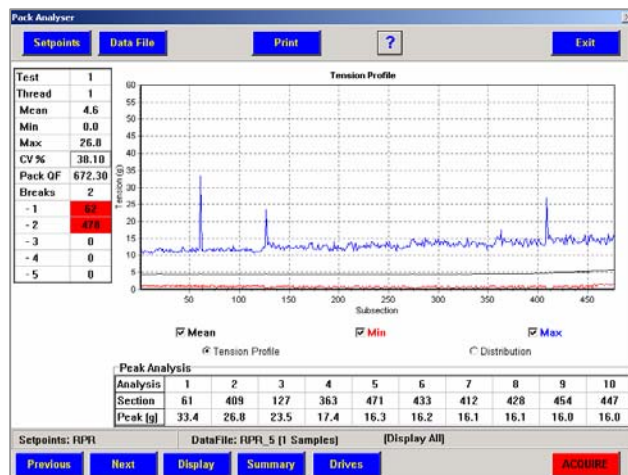 Pack Analyser
Setpoints Data File Print ? Exit
Test 1
Thread 1
Mean 4.6
Min 0.0
Max 26.8
CV % 38.10
Pack QF 672.30
Breaks 2
- 1 62
- 2 478
- 3 0
- 4 0
- 5 0
Tension Profile
Tension (g)
60
55
50
45
40
35
30
25
20
15
10
5
0
50 100 150 200 250 300 350 400 450
Subsection
Mean Min Max
Tension Profile Distribution
Peak Analysis
Analysis 1 2 3 4 5 6 7 8 9 10
Section 61 409 127 363 471 433 412 428 454 447
Peak (g) 33.4 26.8 23.5 17.4 16.3 16.2 16.1 16.1 16.0 16.0
Setpoints: RPR DataFile: RPR_5 (1 Samples) (Display All)
Previous Next Display Summary Drives ACQUIRE